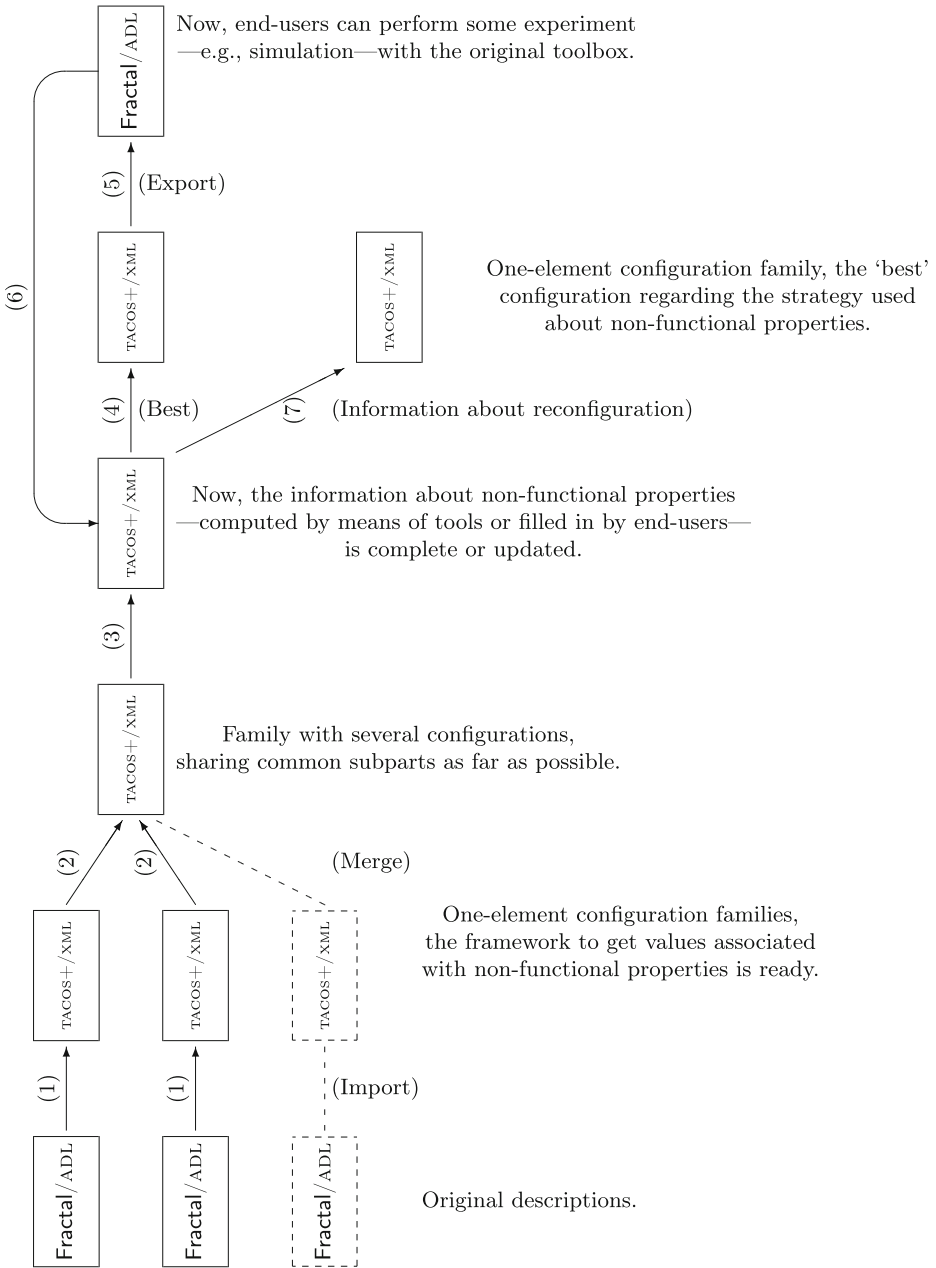 Fractal/ADL
Now, end-users can perform some experiment
—e.g., simulation—with the original toolbox.
(5)
(Export)
(6)
TACOS+/XML
TACOS+/XML
One-element configuration family, the ‘best’
configuration regarding the strategy used
about non-functional properties.
(4)
(Best)
(7)
(Information about reconfiguration)
TACOS+/XML
Now, the information about non-functional properties
—computed by means of tools or filled in by end-users—
is complete or updated.
(3)
TACOS+/XML
Family with several configurations,
sharing common subparts as far as possible.
(2)
(2)
(Merge)
TACOS+/XML
TACOS+/XML
TACOS+/XML
One-element configuration families,
the framework to get values associated
with non-functional properties is ready.
(1)
(1)
(Import)
Fractal/ADL
Fractal/ADL
Fractal/ADL
Original descriptions.